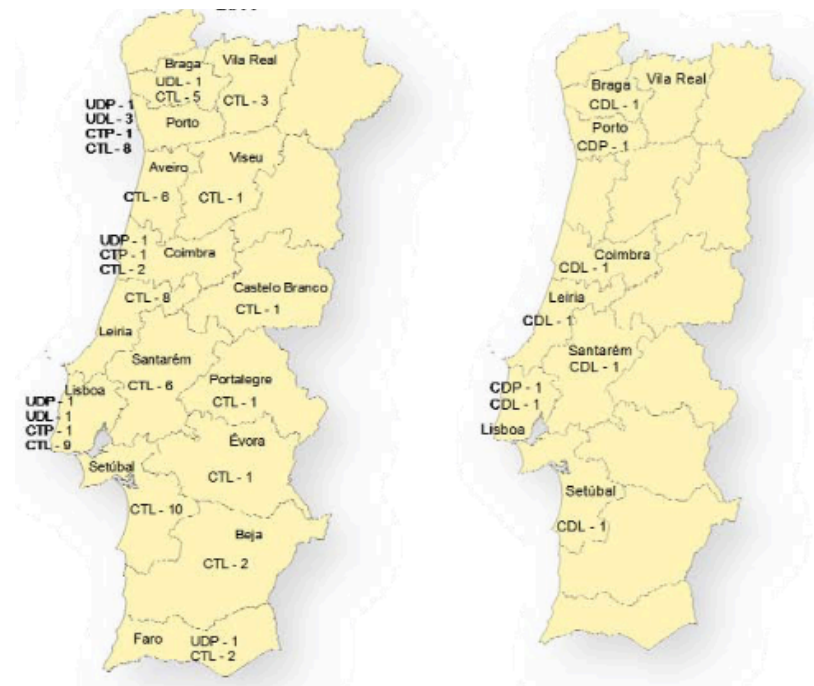 Braga
UDL - 1
CTL - 5
Vila Real
CTL - 3
UDP - 1
UDL - 3
CTP - 1
CTL - 8
Porto
Aveiro
CTL - 6
Viseu
CTL - 1
UDP - 1
CTP - 1
CTL - 2
Coimbra
CTL - 8
Leiria
Castelo Branco
CTL - 1
Santarém
CTL - 6
Portalegre
CTL - 1
Lisboa
UDP - 1
UDL - 1
CTP - 1
CTL - 9
Évora
CTL - 1
Setúbal
CTL - 10
Beja
CTL - 2
Faro
UDP - 1
CTL - 2
Braga
CDL - 1
Vila Real
Porto
CDP - 1
Coimbra
CDL - 1
Leiria
CDL - 1
Santarém
CDL - 1
CDP - 1
CDL - 1
Lisboa
Setúbal
CDL - 1